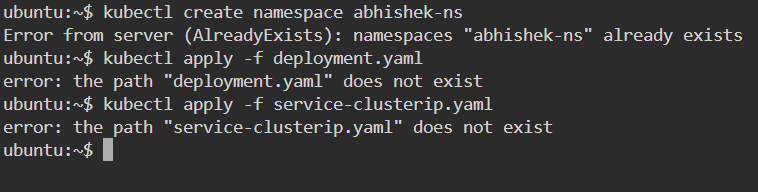 ubuntu:~$ kubectl create namespace abhishek-ns
Error from server (AlreadyExists): namespaces "abhishek-ns" already exists
ubuntu:~$ kubectl apply -f deployment.yaml
error: the path "deployment.yaml" does not exist
ubuntu:~$ kubectl apply -f service-clusterip.yaml
error: the path "service-clusterip.yaml" does not exist
ubuntu:~$